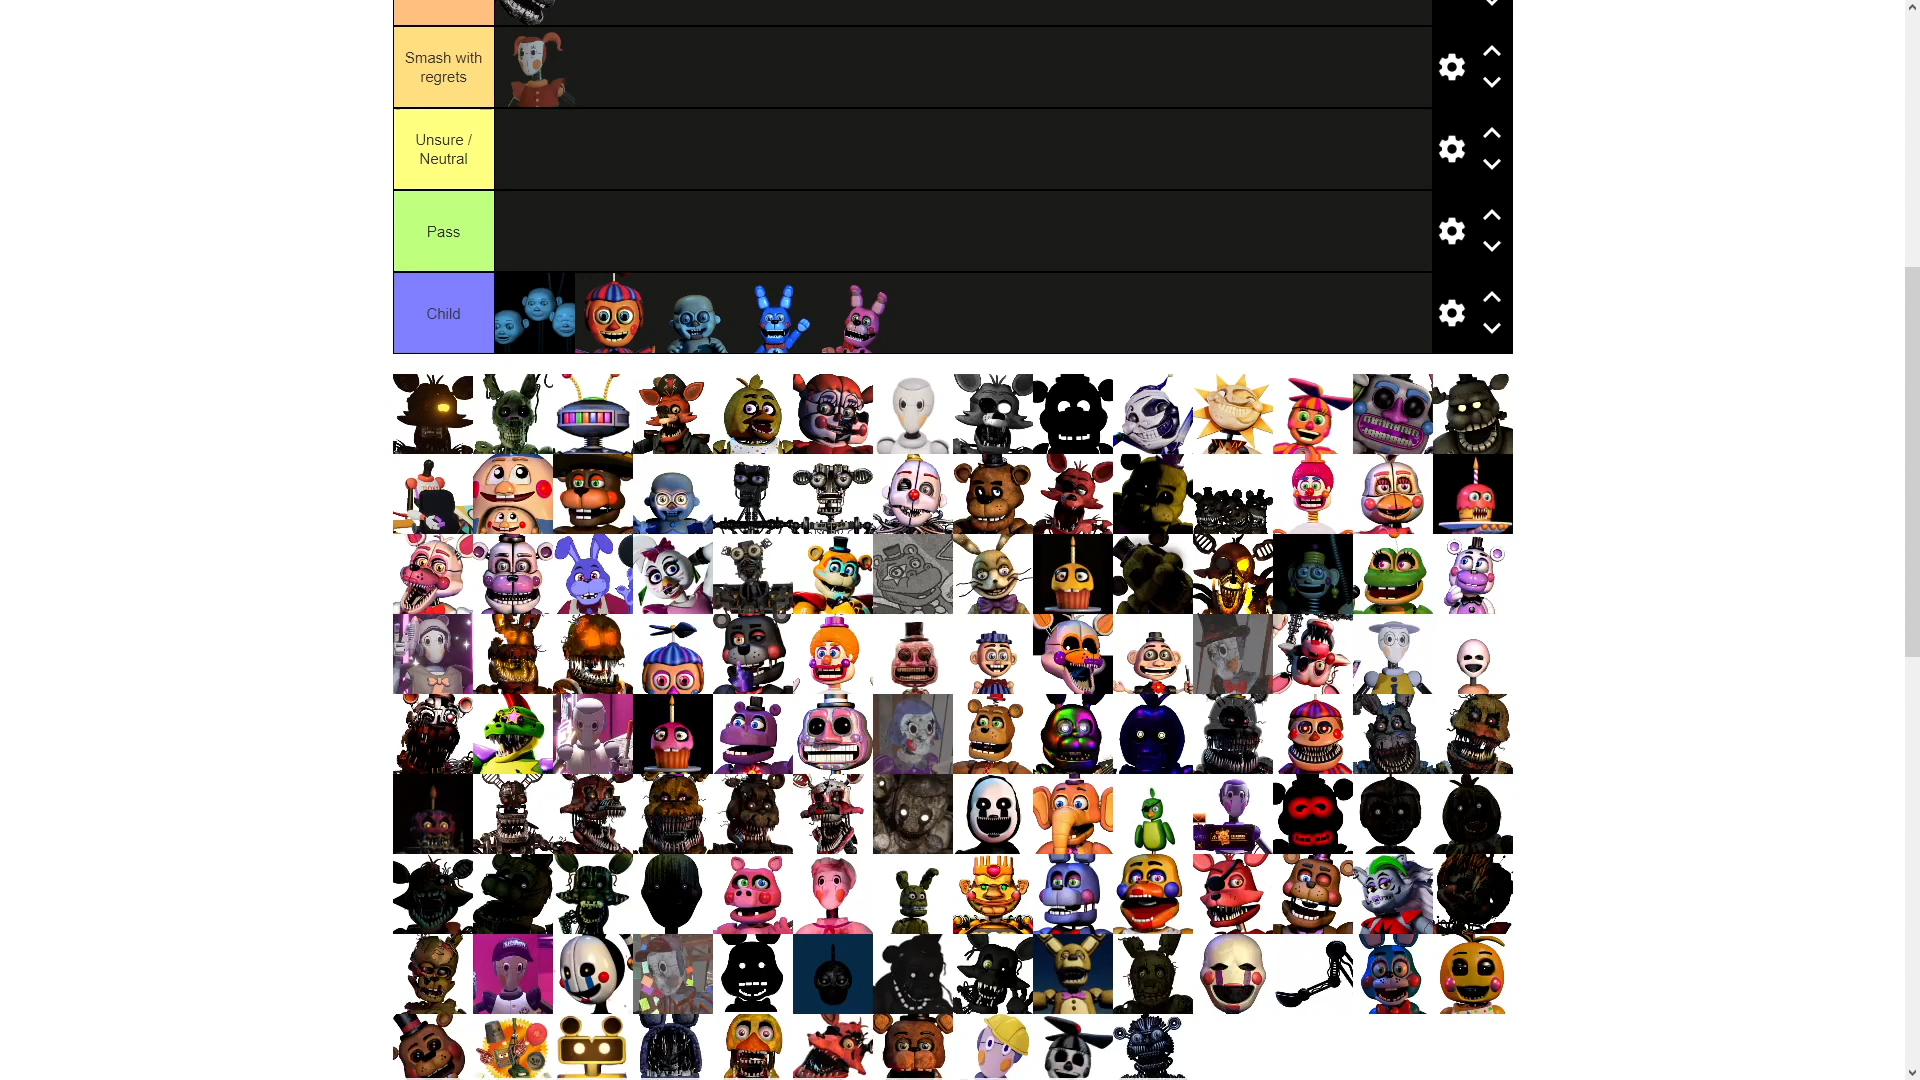 Smash with
regrets
Unsure /
Neutral
Pass
Child